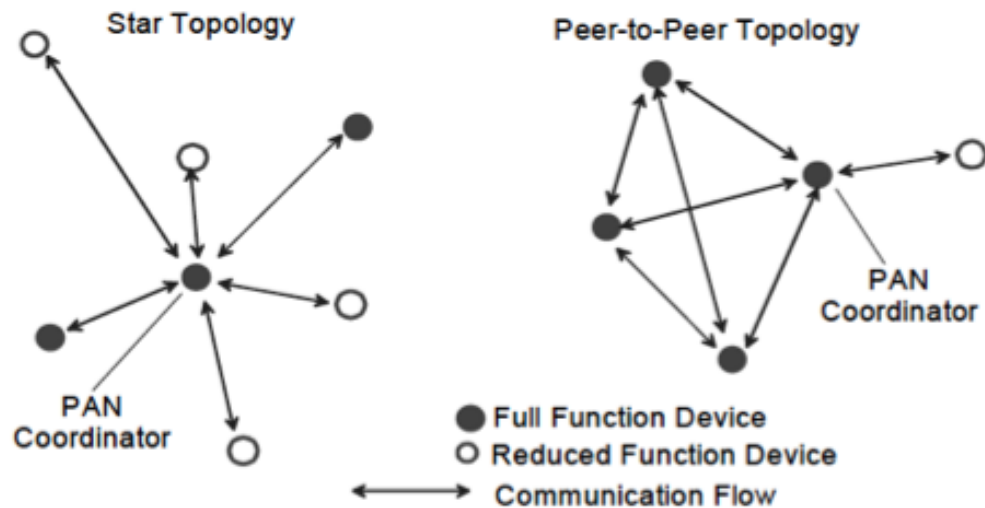 Star Topology
Peer-to-Peer Topology
PAN
Coordinator
PAN
Coordinator
Full Function Device
Reduced Function Device
Communication Flow